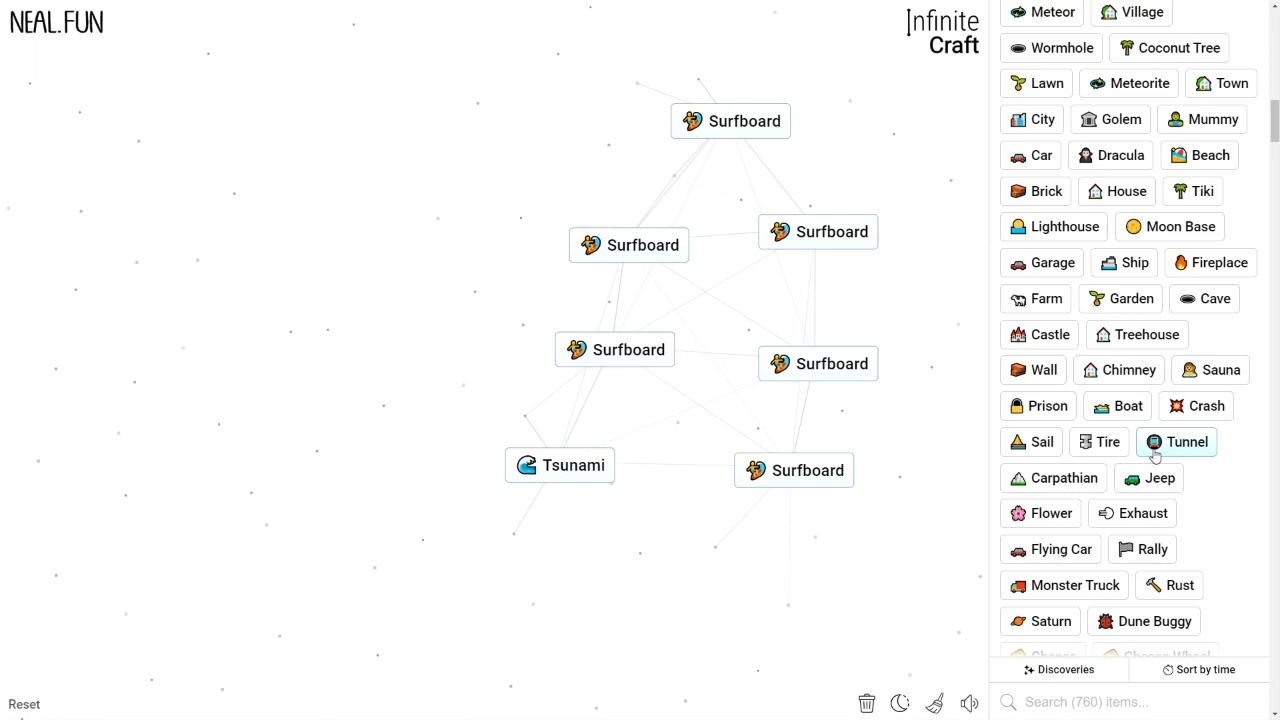 NEAL.FUN
Infinite
Craft
Surfboard
Surfboard
Surfboard
Surfboard
Surfboard
Tsunami
Surfboard
Reset
Meteor Village
Wormhole Coconut Tree
Lawn Meteorite Town
City Golem Mummy
Car Dracula Beach
Brick House Tiki
Lighthouse Moon Base
Garage Ship Fireplace
Farm Garden Cave
Castle Treehouse
Wall Chimney Sauna
Prison Boat Crash
Sail Tire Tunnel
Carpathian Jeep
Flower Exhaust
Flying Car Rally
Monster Truck Rust
Saturn Dune Buggy
Cheese Cheese Wheel
Discoveries Sort by time
Search (760) items...